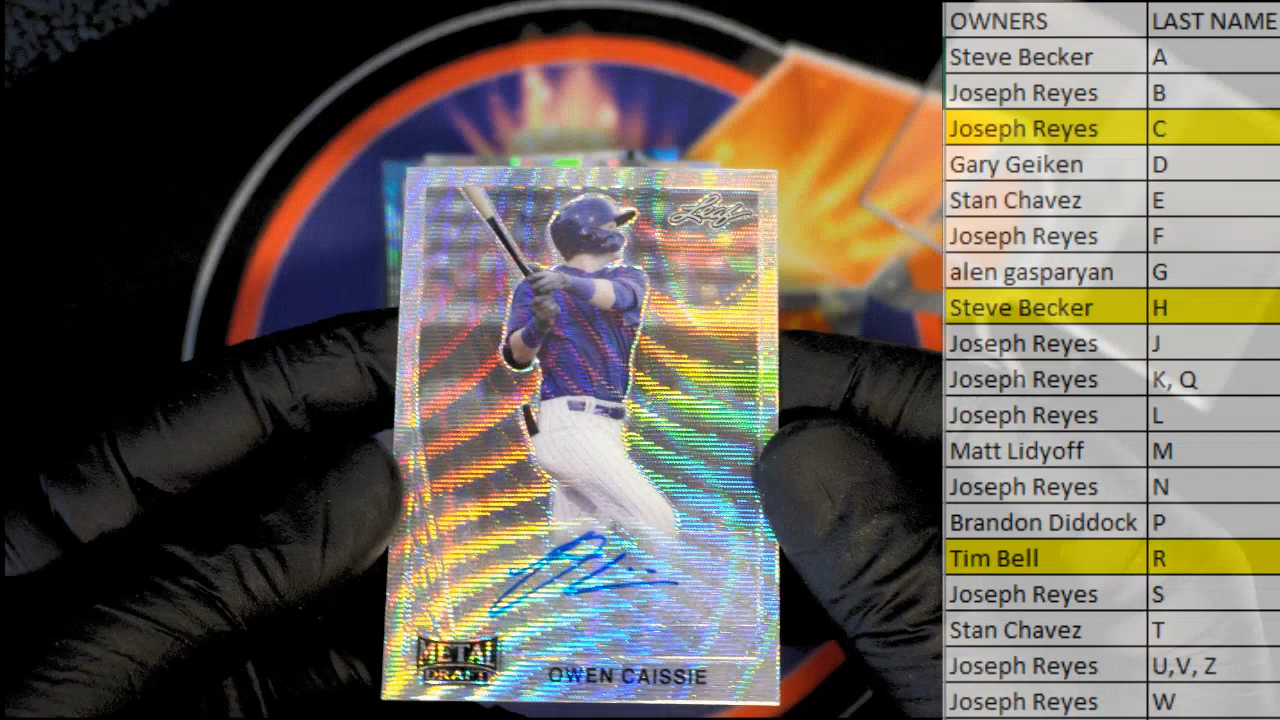 OWNERS LAST NAME
Steve Becker A
Joseph Reyes B
Joseph Reyes C
Gary Geiken D
Stan Chavez E
Joseph Reyes F
alen gasparyan G
Steve Becker H
Joseph Reyes J
Joseph Reyes K, Q
Joseph Reyes L
Matt Lidyoff M
Joseph Reyes N
Brandon Diddock P
Tim Bell R
Joseph Reyes S
Stan Chavez T
Joseph Reyes U,V, Z
Joseph Reyes W
Leaf
METAL
DRAFT
OWEN CAISSIE